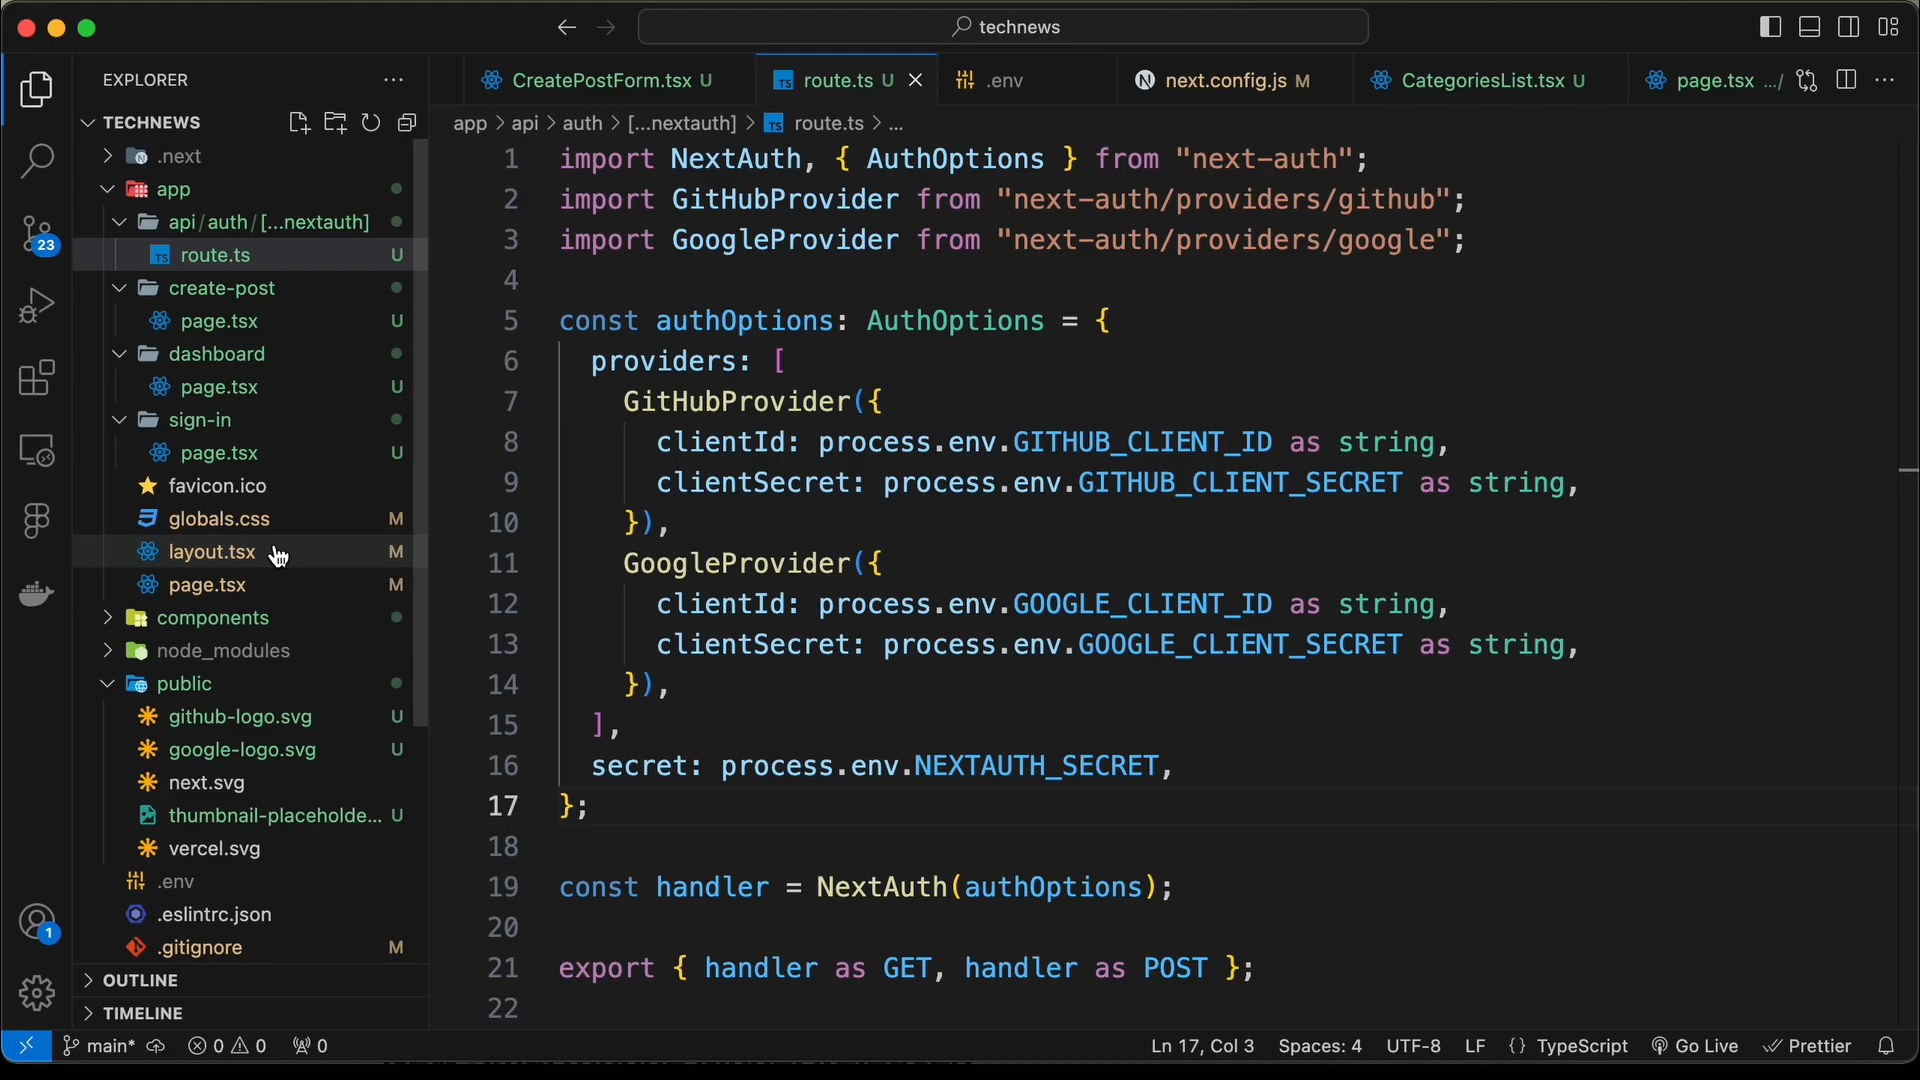 technews
EXPLORER
CreatePostForm.tsx U
route.ts U
.env
next.config.js M
CategoriesList.tsx U
page.tsx .../
TECHNEWS
app > api > auth > [...nextauth] > TS route.ts > ...
.next
app
api/auth/[...nextauth]
TS route.ts U
create-post
page.tsx U
dashboard
page.tsx U
sign-in
page.tsx U
favicon.ico
globals.css M
layout.tsx M
page.tsx M
components
node_modules
public
github-logo.svg U
google-logo.svg U
next.svg
thumbnail-placeholde... U
vercel.svg
.env
.eslintrc.json
.gitignore M
OUTLINE
TIMELINE
23
1
1 import NextAuth, { AuthOptions } from "next-auth";
2 import GitHubProvider from "next-auth/providers/github";
3 import GoogleProvider from "next-auth/providers/google";
4
5 const authOptions: AuthOptions = {
6 providers: [
7 GitHubProvider({
8 clientId: process.env.GITHUB_CLIENT_ID as string,
9 clientSecret: process.env.GITHUB_CLIENT_SECRET as string,
10 }),
11 GoogleProvider({
12 clientId: process.env.GOOGLE_CLIENT_ID as string,
13 clientSecret: process.env.GOOGLE_CLIENT_SECRET as string,
14 }),
15 ],
16 secret: process.env.NEXTAUTH_SECRET,
17 };
18
19 const handler = NextAuth(authOptions);
20
21 export { handler as GET, handler as POST };
22
main* 0 0 0 Ln 17, Col 3 Spaces: 4 UTF-8 LF {} TypeScript Go Live Prettier